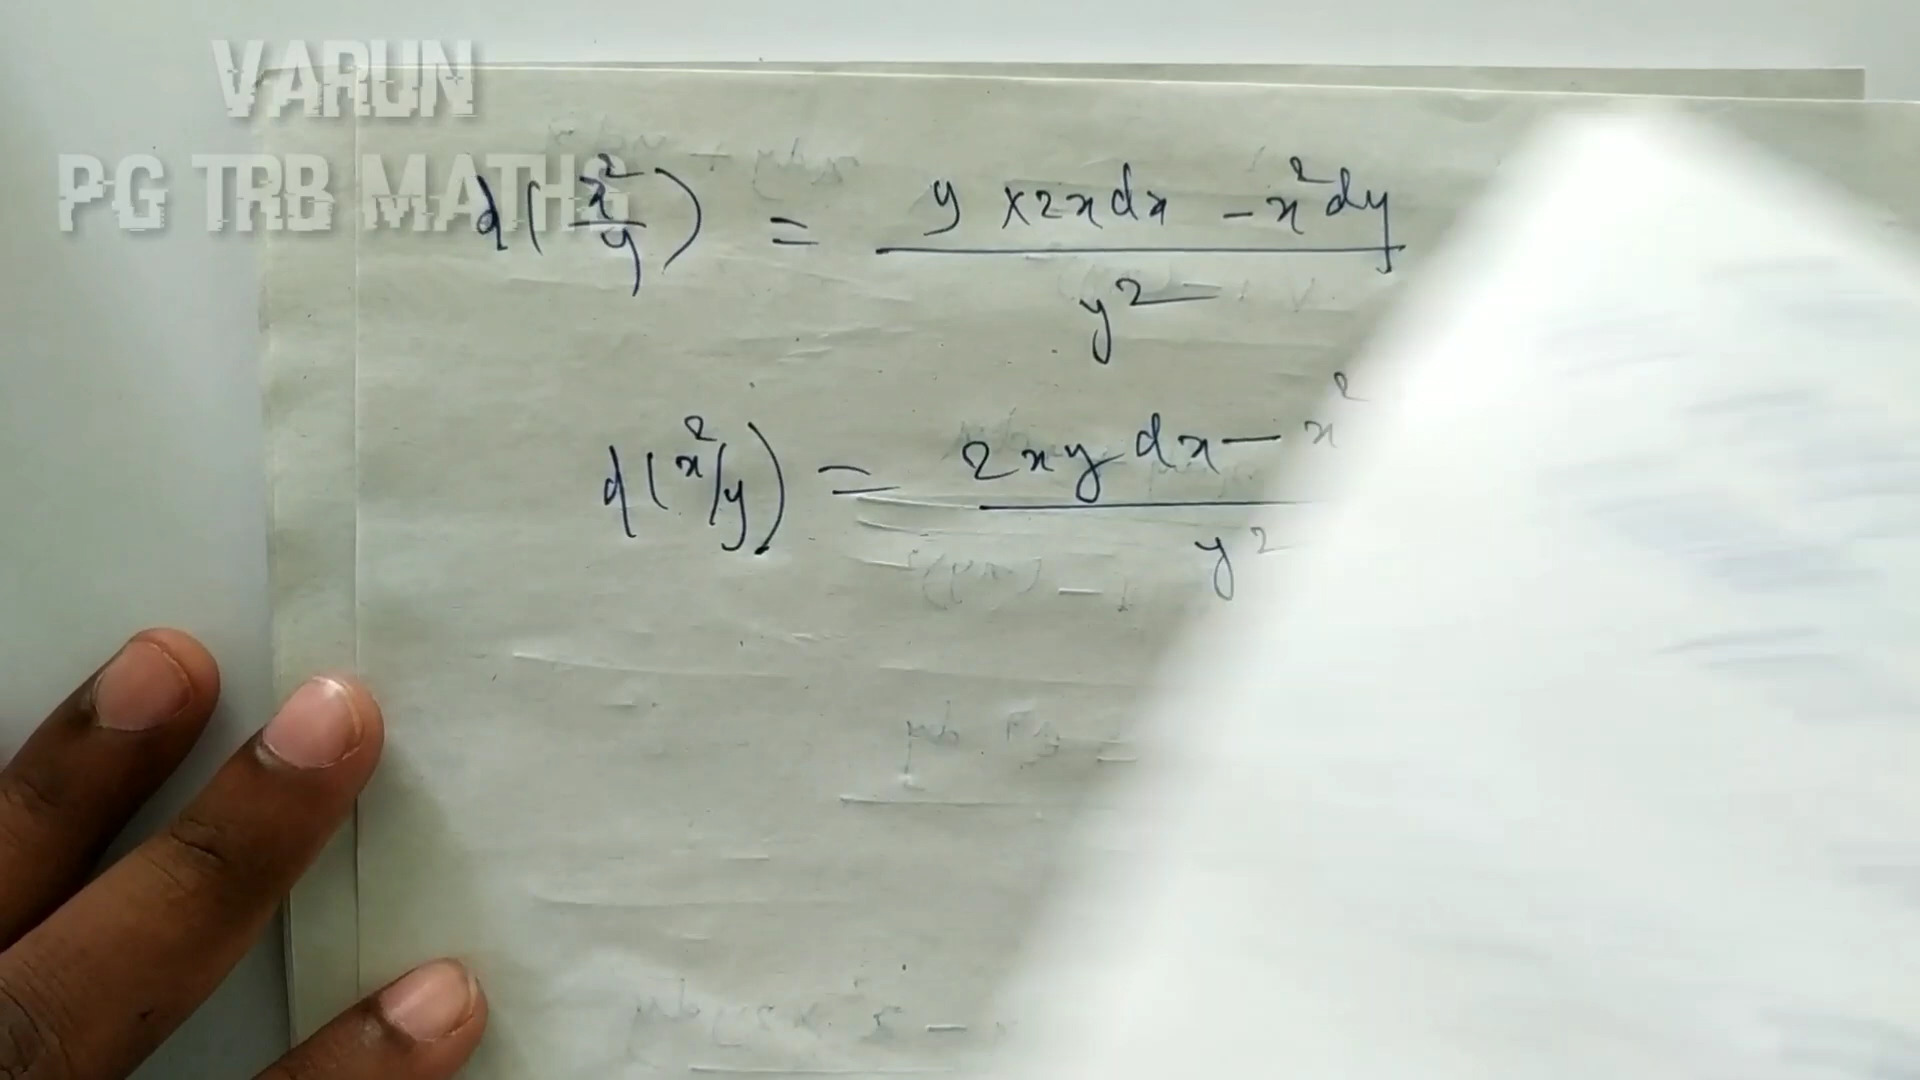 VARUN
PG TRB MATHS
d(x²/y) = (y × 2x dx - x² dy)/y²
d(x²/y) = (2xy dx - x²)/y²